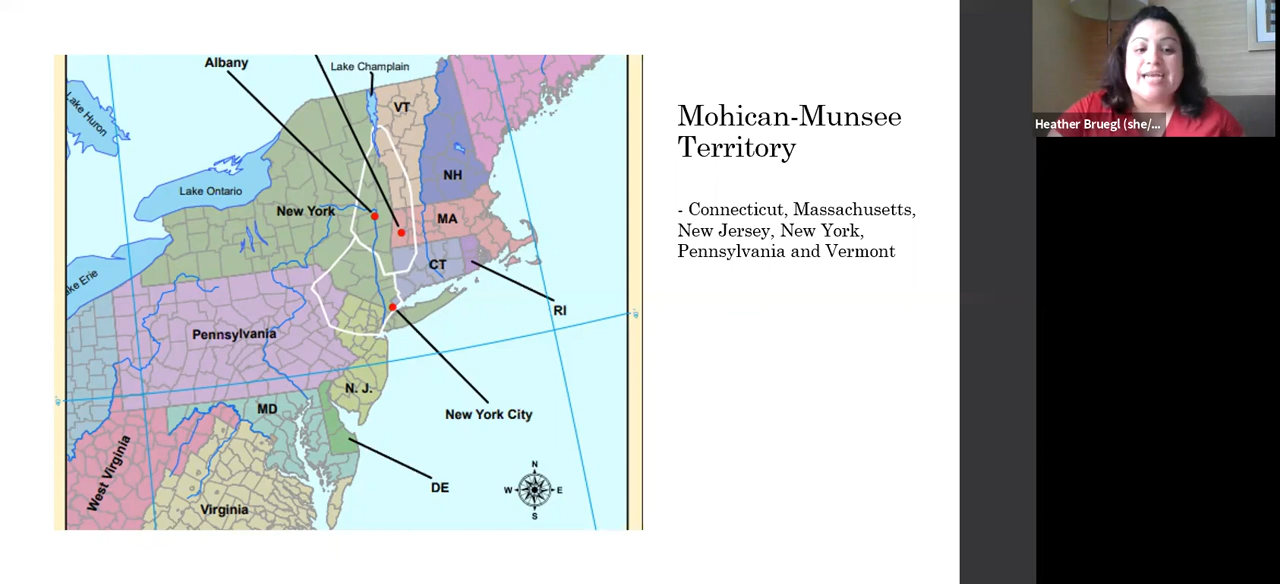 Albany
Lake Champlain
VT
Lake Huron
NH
Lake Ontario
New York
MA
CT
ke Erie
RI
Pennsylvania
N. J.
MD
New York City
West Virginia
DE
Virginia
N
W
E
S
Mohican-Munsee
Territory
- Connecticut, Massachusetts,
New Jersey, New York,
Pennsylvania and Vermont
Heather Bruegl (she/...